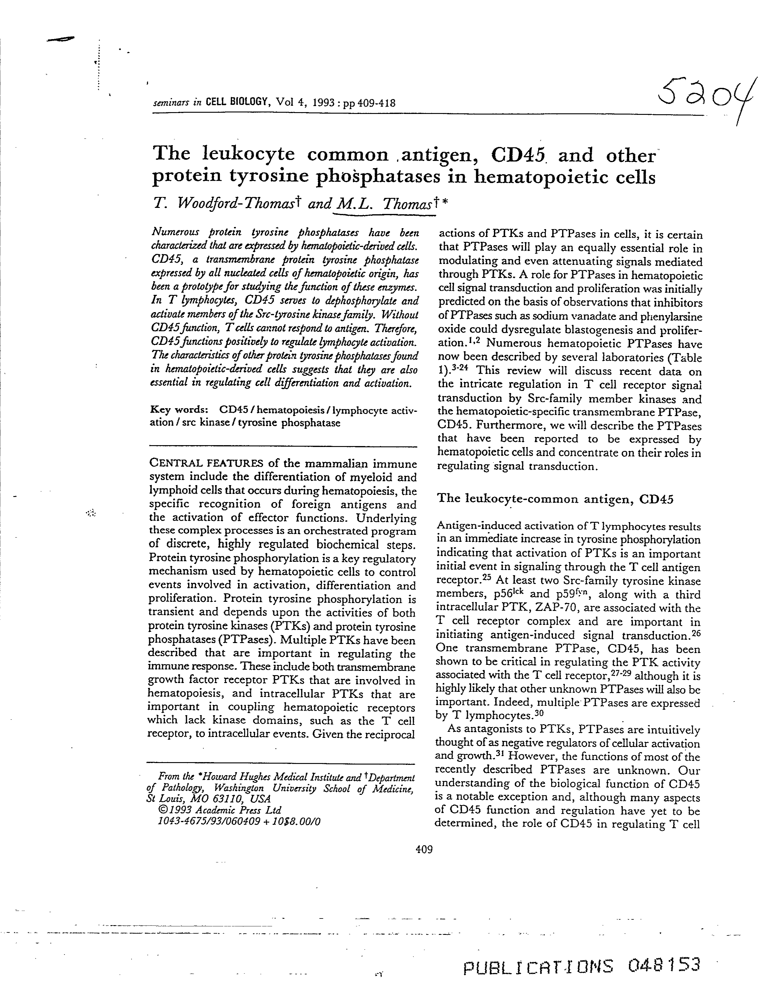 5204
seminars in CELL BIOLOGY, Vol 4, 1993: pp 409-418
The leukocyte common antigen, CD45 and other
protein tyrosine phosphatases in hematopoietic cells
T. Woodford-Thomas† and M.L. Thomas†*
Numerous protein tyrosine phosphatases have been
characterized that are expressed by hematopoietic-derived cells.
CD45, a transmembrane protein tyrosine phosphatase
expressed by all nucleated cells of hematopoietic origin, has
been a prototype for studying the function of these enzymes.
In T lymphocytes, CD45 serves to dephosphorylate and
activate members of the Src-tyrosine kinase family. Without
CD45 function, T cells cannot respond to antigen. Therefore,
CD45 functions positively to regulate lymphocyte activation.
The characteristics of other protein tyrosine phosphatases found
in hematopoietic-derived cells suggests that they are also
essential in regulating cell differentiation and activation.
Key words: CD45 / hematopoiesis / lymphocyte activ-
ation / src kinase / tyrosine phosphatase
CENTRAL FEATURES of the mammalian immune
system include the differentiation of myeloid and
lymphoid cells that occurs during hematopoiesis, the
specific recognition of foreign antigens and
the activation of effector functions. Underlying
these complex processes is an orchestrated program
of discrete, highly regulated biochemical steps.
Protein tyrosine phosphorylation is a key regulatory
mechanism used by hematopoietic cells to control
events involved in activation, differentiation and
proliferation. Protein tyrosine phosphorylation is
transient and depends upon the activities of both
protein tyrosine kinases (PTKs) and protein tyrosine
phosphatases (PTPases). Multiple PTKs have been
described that are important in regulating the
immune response. These include both transmembrane
growth factor receptor PTKs that are involved in
hematopoiesis, and intracellular PTKs that are
important in coupling hematopoietic receptors
which lack kinase domains, such as the T cell
receptor, to intracellular events. Given the reciprocal
From the *Howard Hughes Medical Institute and †Department
of Pathology, Washington University School of Medicine,
St Louis, MO 63110, USA
©1993 Academic Press Ltd
1043-4675/93/060409 + 10$8.00/0
actions of PTKs and PTPases in cells, it is certain
that PTPases will play an equally essential role in
modulating and even attenuating signals mediated
through PTKs. A role for PTPases in hematopoietic
cell signal transduction and proliferation was initially
predicted on the basis of observations that inhibitors
of PTPases such as sodium vanadate and phenylarsine
oxide could dysregulate blastogenesis and prolifer-
ation.1,2 Numerous hematopoietic PTPases have
now been described by several laboratories (Table
1).3-24 This review will discuss recent data on
the intricate regulation in T cell receptor signal
transduction by Src-family member kinases and
the hematopoietic-specific transmembrane PTPase,
CD45. Furthermore, we will describe the PTPases
that have been reported to be expressed by
hematopoietic cells and concentrate on their roles in
regulating signal transduction.
The leukocyte-common antigen, CD45
Antigen-induced activation of T lymphocytes results
in an immediate increase in tyrosine phosphorylation
indicating that activation of PTKs is an important
initial event in signaling through the T cell antigen
receptor.25 At least two Src-family tyrosine kinase
members, p56lck and p59fyn, along with a third
intracellular PTK, ZAP-70, are associated with the
T cell receptor complex and are important in
initiating antigen-induced signal transduction.26
One transmembrane PTPase, CD45, has been
shown to be critical in regulating the PTK activity
associated with the T cell receptor,27-29 although it is
highly likely that other unknown PTPases will also be
important. Indeed, multiple PTPases are expressed
by T lymphocytes.30
As antagonists to PTKs, PTPases are intuitively
thought of as negative regulators of cellular activation
and growth.31 However, the functions of most of the
recently described PTPases are unknown. Our
understanding of the biological function of CD45
is a notable exception and, although many aspects
of CD45 function and regulation have yet to be
determined, the role of CD45 in regulating T cell
409
PUBLICATIONS 048153